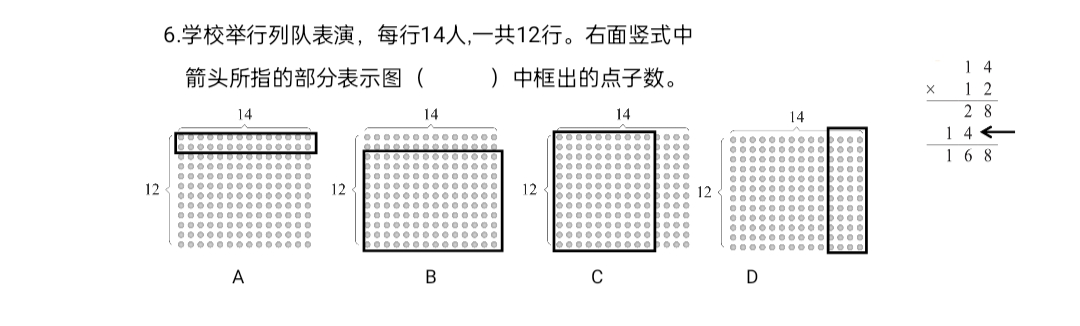 6.学校举行列队表演，每行14人,一共12行。右面竖式中
箭头所指的部分表示图（ ）中框出的点子数。
1 4
× 1 2
2 8
1 4
1 6 8
14 14 14 14
12 12 12 12
A B C D